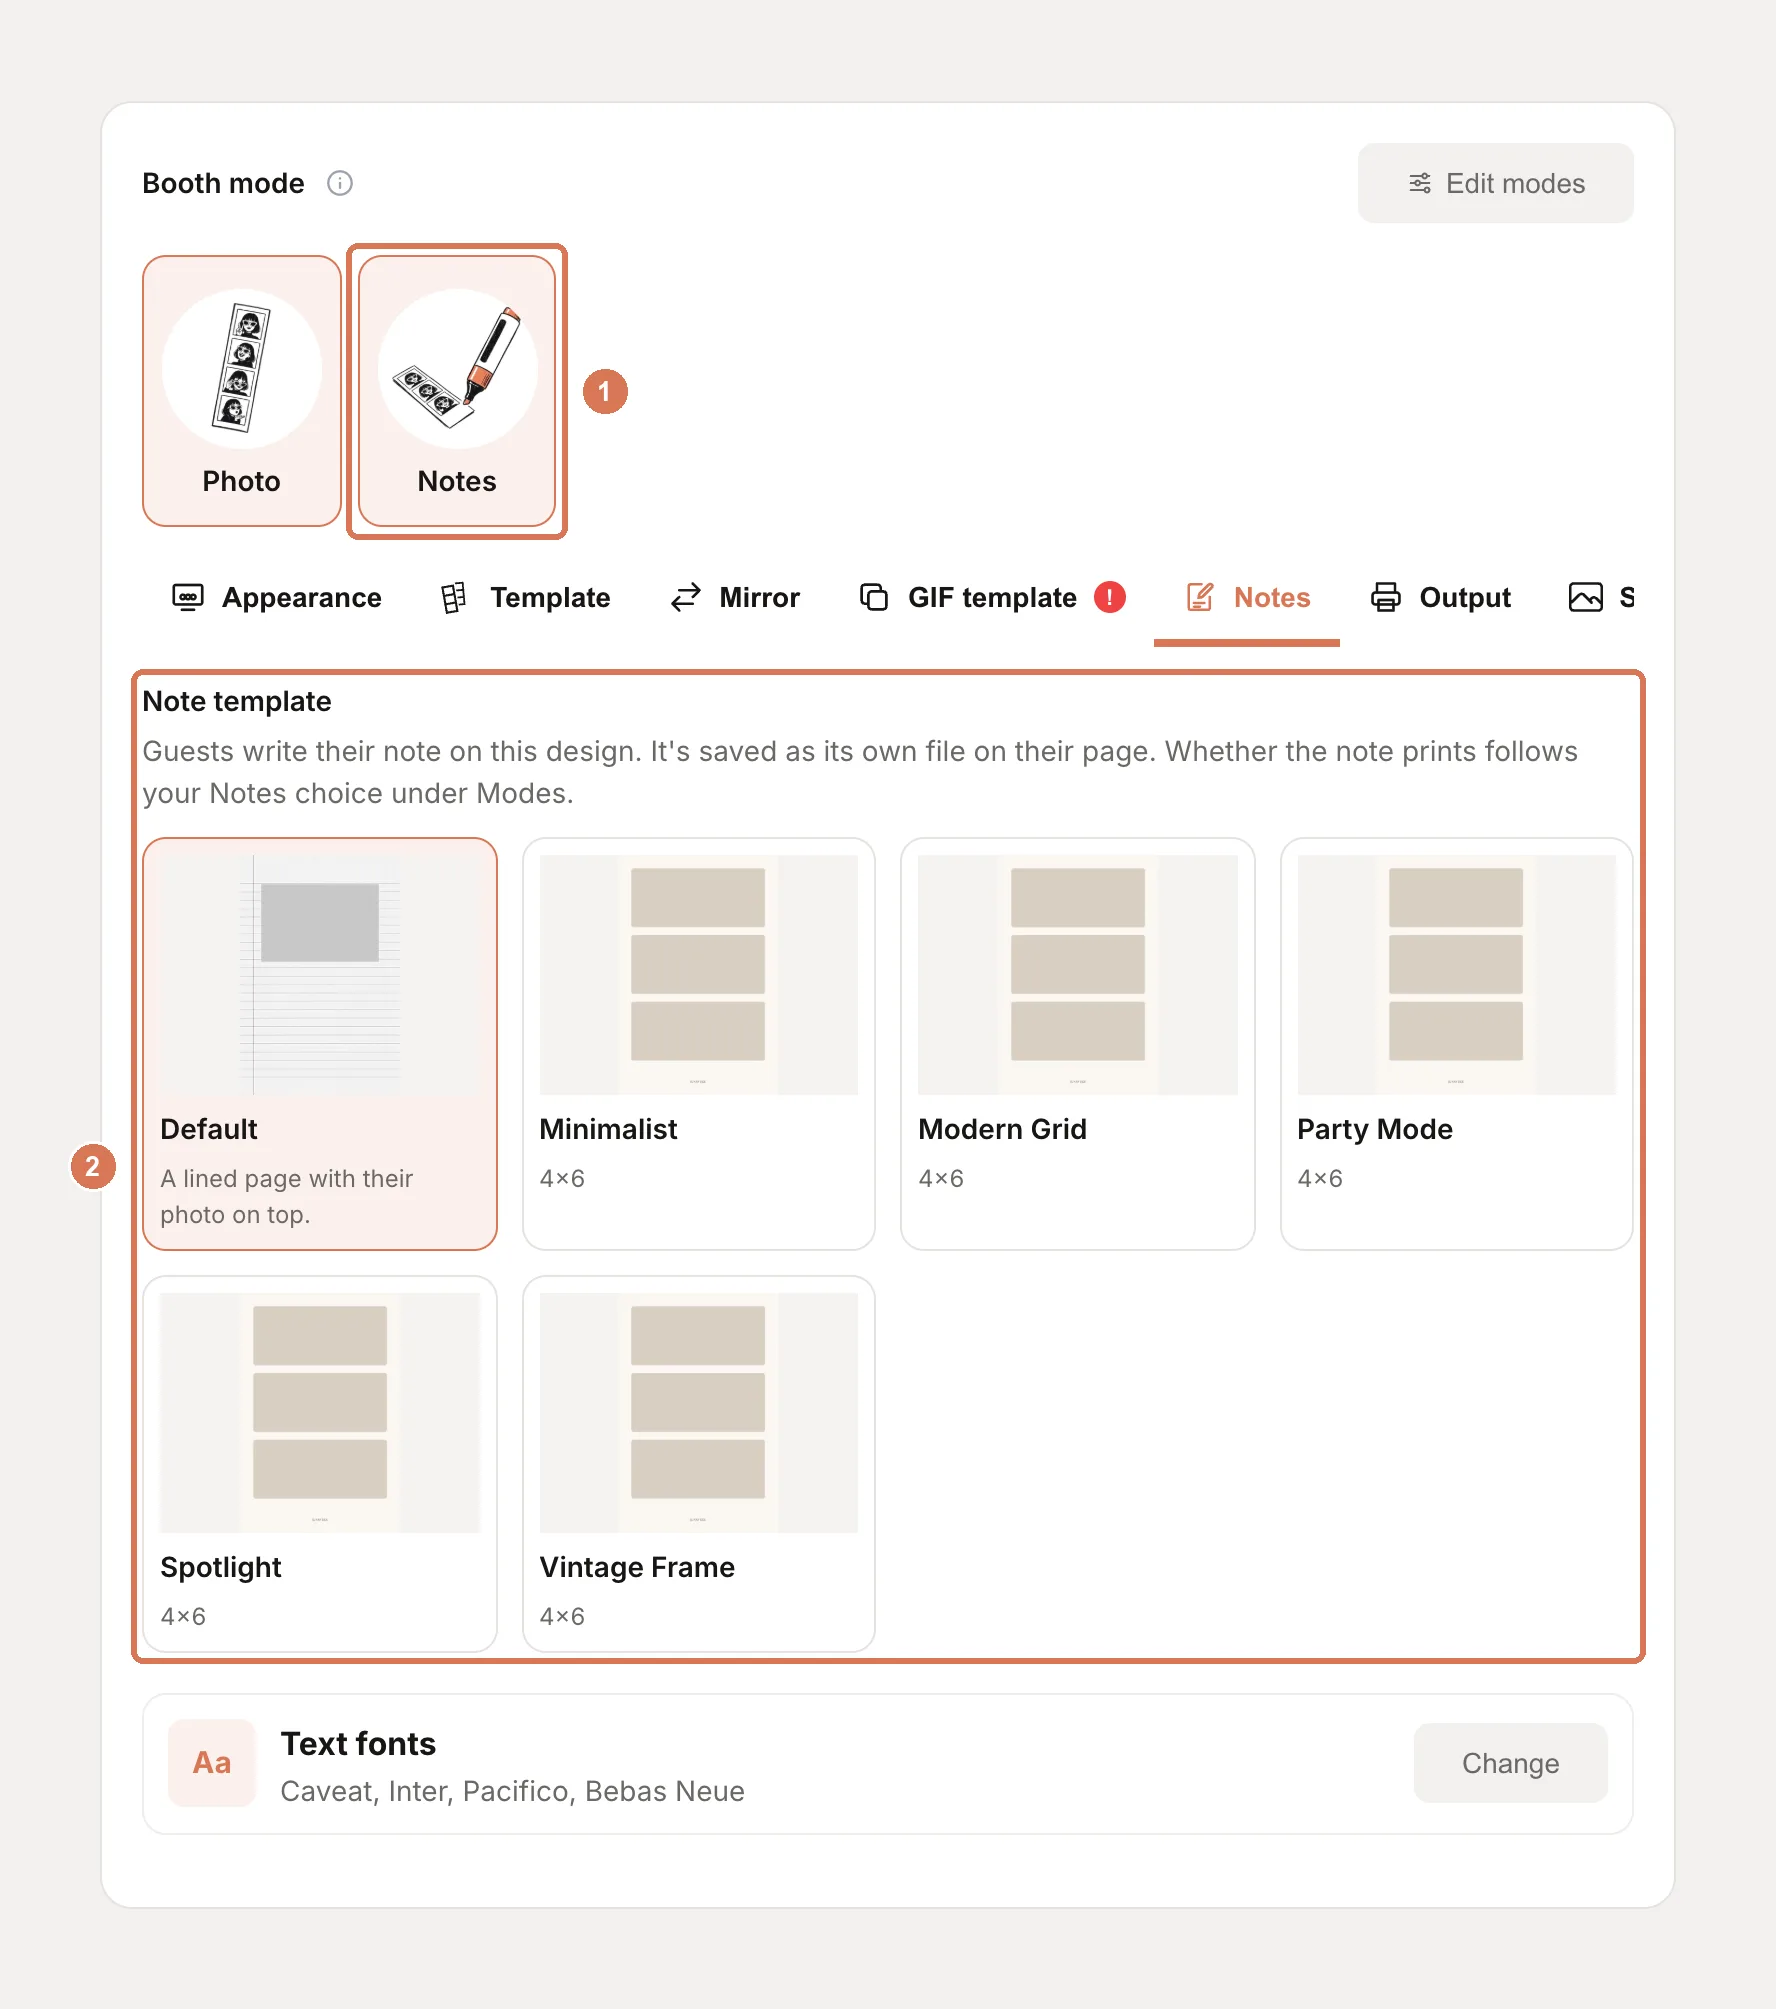 Booth mode
Edit modes
Photo
Notes
1
Appearance
Template
Mirror
GIF template
!
Notes
Output
S
Note template
Guests write their note on this design. It's saved as its own file on their page. Whether the note prints follows
your Notes choice under Modes.
Default
A lined page with their
photo on top.
Minimalist
4×6
Modern Grid
4×6
Party Mode
4×6
2
Spotlight
4×6
Vintage Frame
4×6
Aa
Text fonts
Caveat, Inter, Pacifico, Bebas Neue
Change